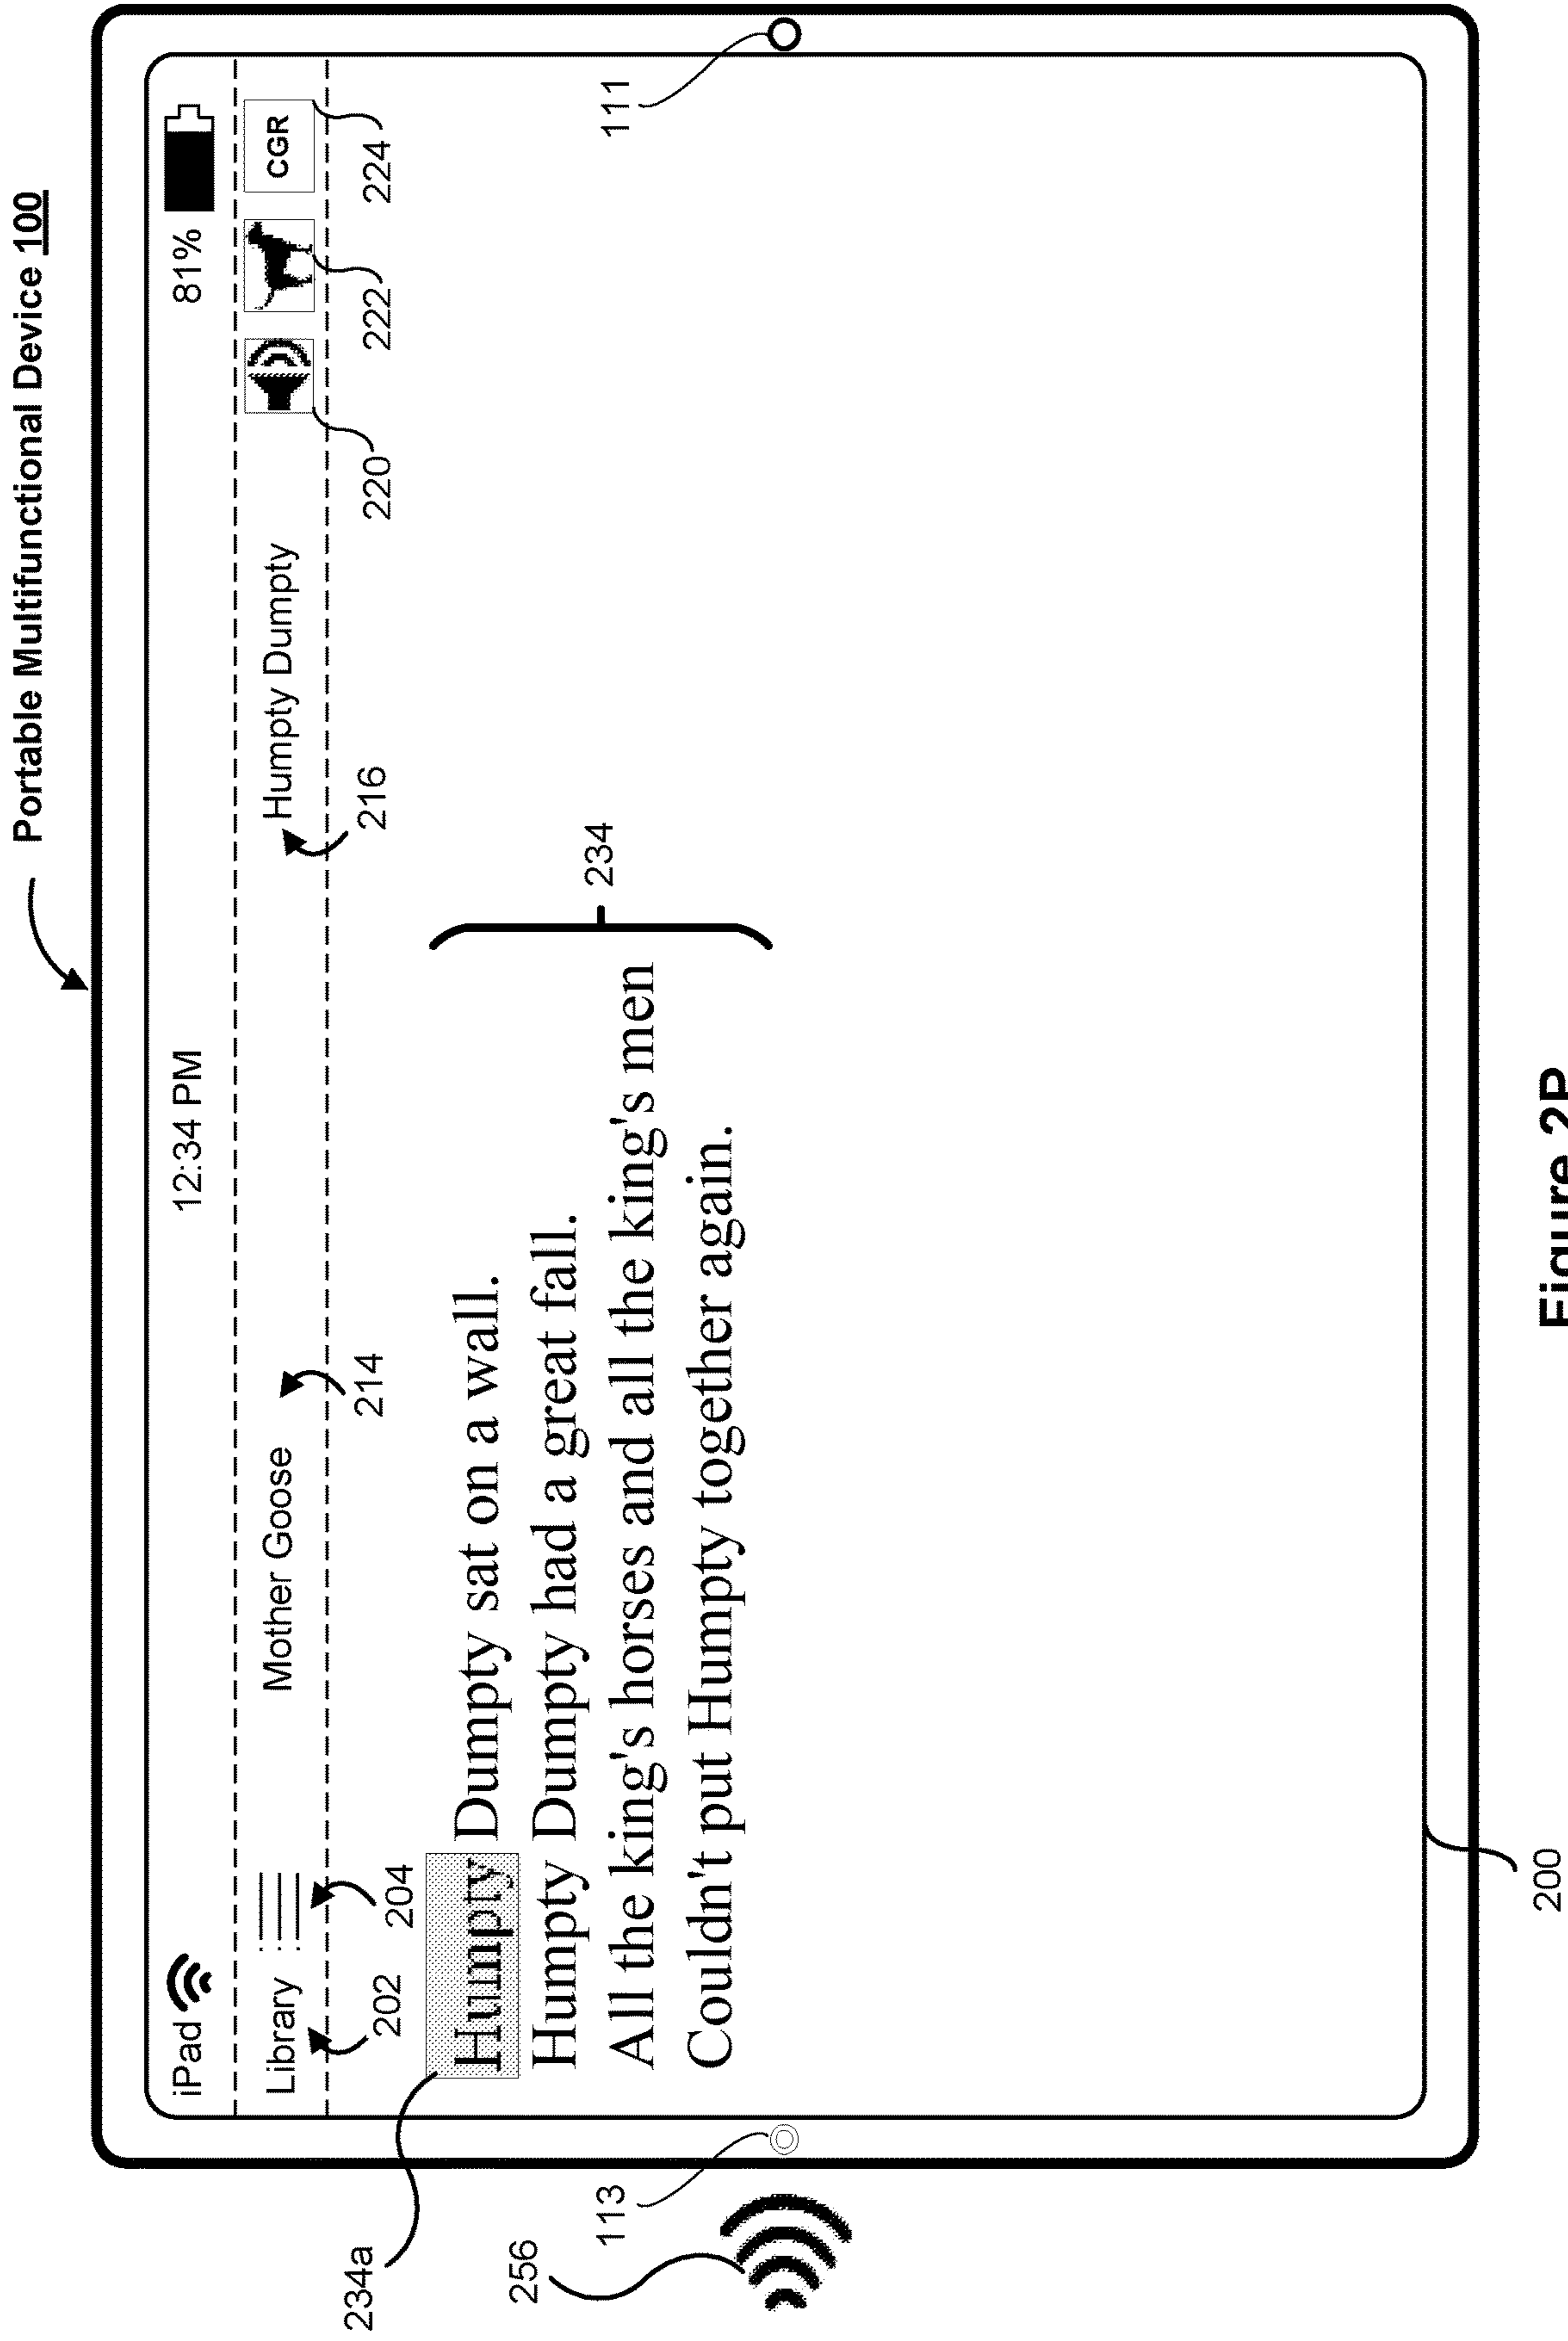 Portable Multifunctional Device 100
iPad 12:34 PM 81%
Library Mother Goose Humpty Dumpty CGR
202 204 214 216 220 222 224
234a
Humpty Dumpty sat on a wall.
Humpty Dumpty had a great fall.
All the king's horses and all the king's men
Couldn't put Humpty together again.
234
256
113
111
200
Figure 2P